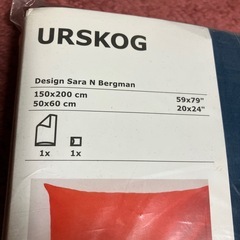 URSKOG
Design Sara N Bergman
150x200 cm 59x79"
50x60 cm 20x24"
1x 1x